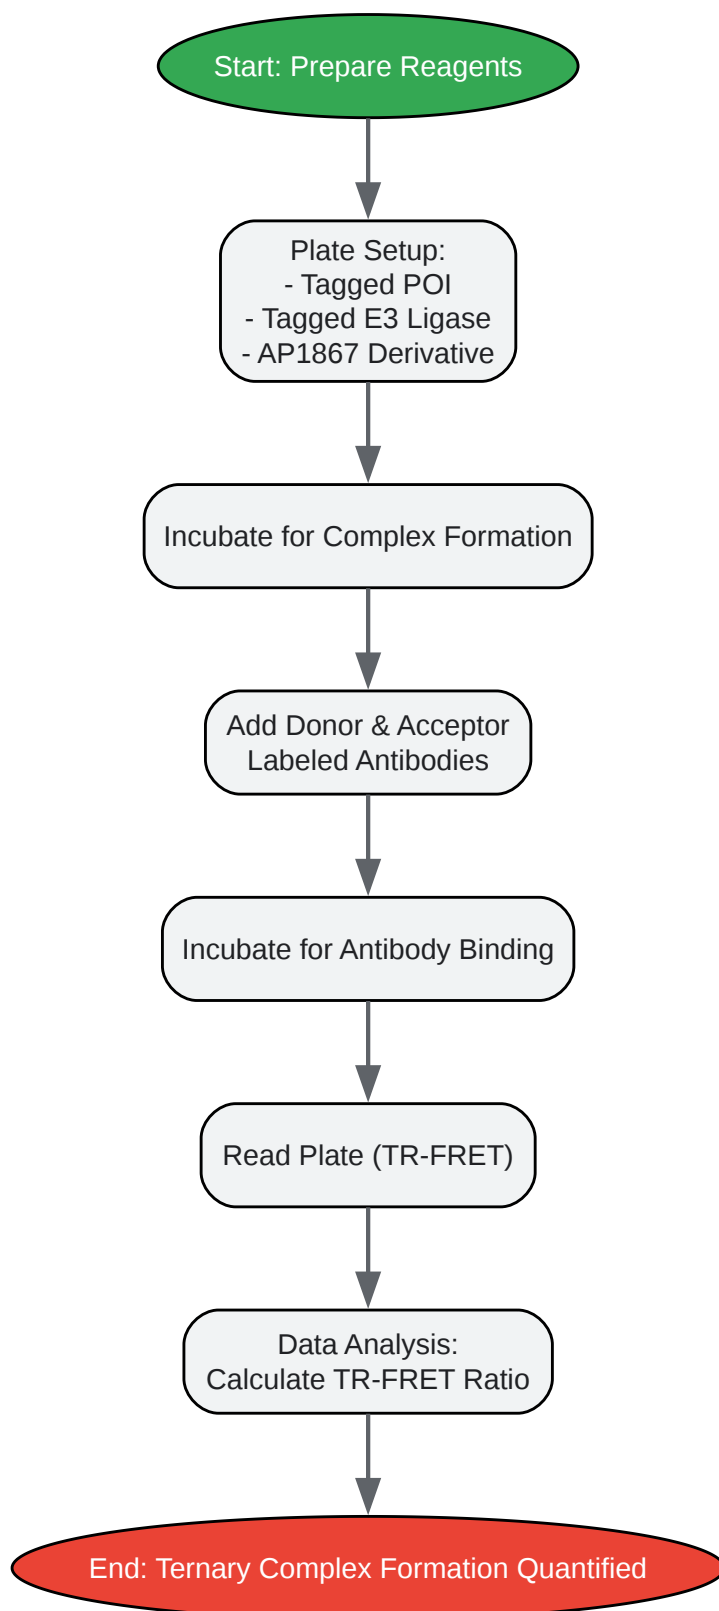 Start: Prepare Reagents
Plate Setup:
- Tagged POI
- Tagged E3 Ligase
- AP1867 Derivative
Incubate for Complex Formation
Add Donor & Acceptor
Labeled Antibodies
Incubate for Antibody Binding
Read Plate (TR-FRET)
Data Analysis:
Calculate TR-FRET Ratio
End: Ternary Complex Formation Quantified